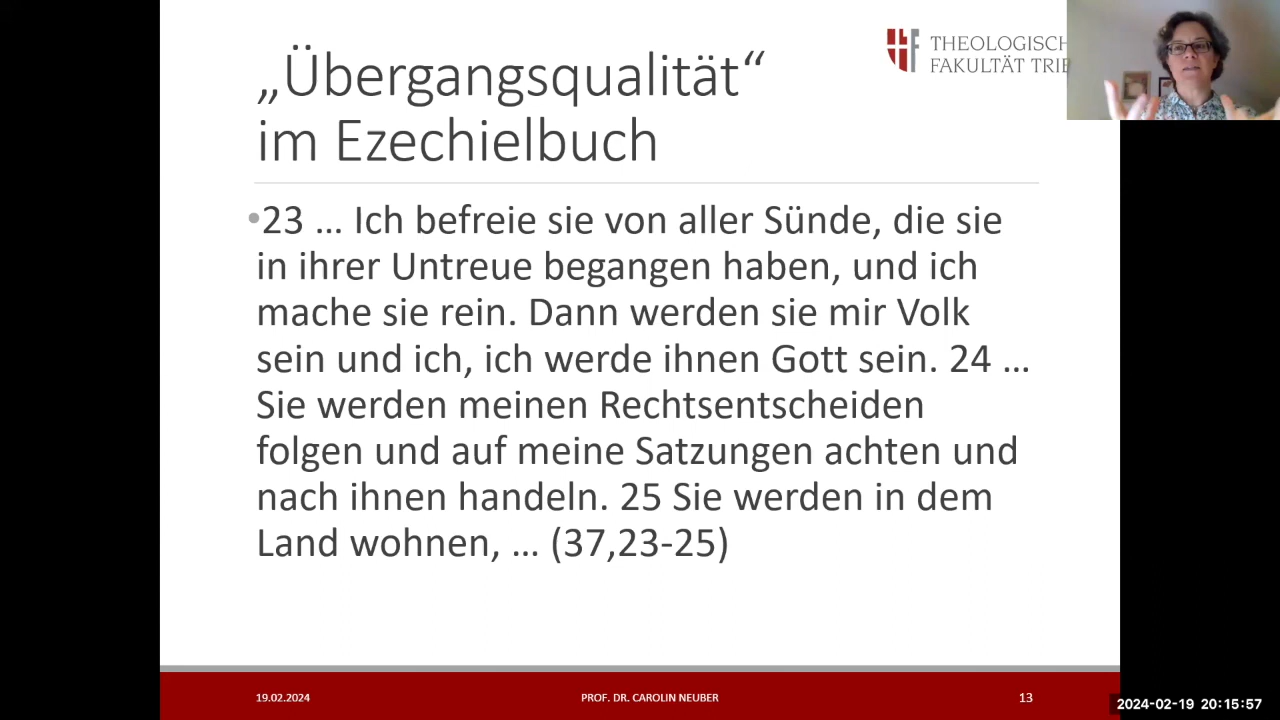 „Übergangsqualität“
im Ezechielbuch
THEOLOGISCH
FAKULTÄT TRIE
•23 … Ich befreie sie von aller Sünde, die sie
in ihrer Untreue begangen haben, und ich
mache sie rein. Dann werden sie mir Volk
sein und ich, ich werde ihnen Gott sein. 24 …
Sie werden meinen Rechtsentscheiden
folgen und auf meine Satzungen achten und
nach ihnen handeln. 25 Sie werden in dem
Land wohnen, … (37,23-25)
19.02.2024
PROF. DR. CAROLIN NEUBER
13
2024-02-19 20:15:57